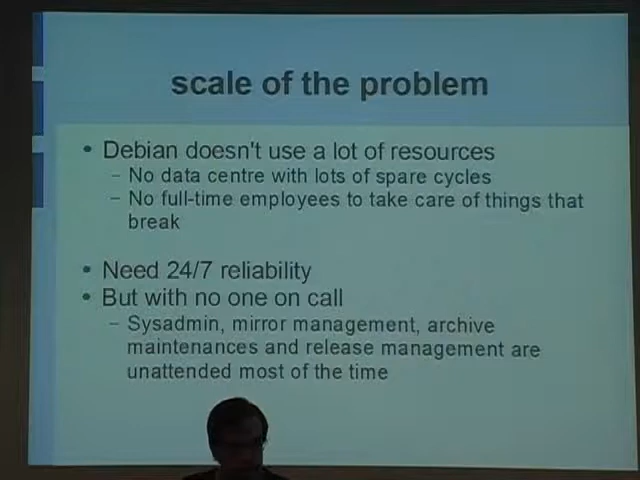 scale of the problem
• Debian doesn't use a lot of resources
– No data centre with lots of spare cycles
– No full-time employees to take care of things that
break
• Need 24/7 reliability
• But with no one on call
– Sysadmin, mirror management, archive
maintenances and release management are
unattended most of the time